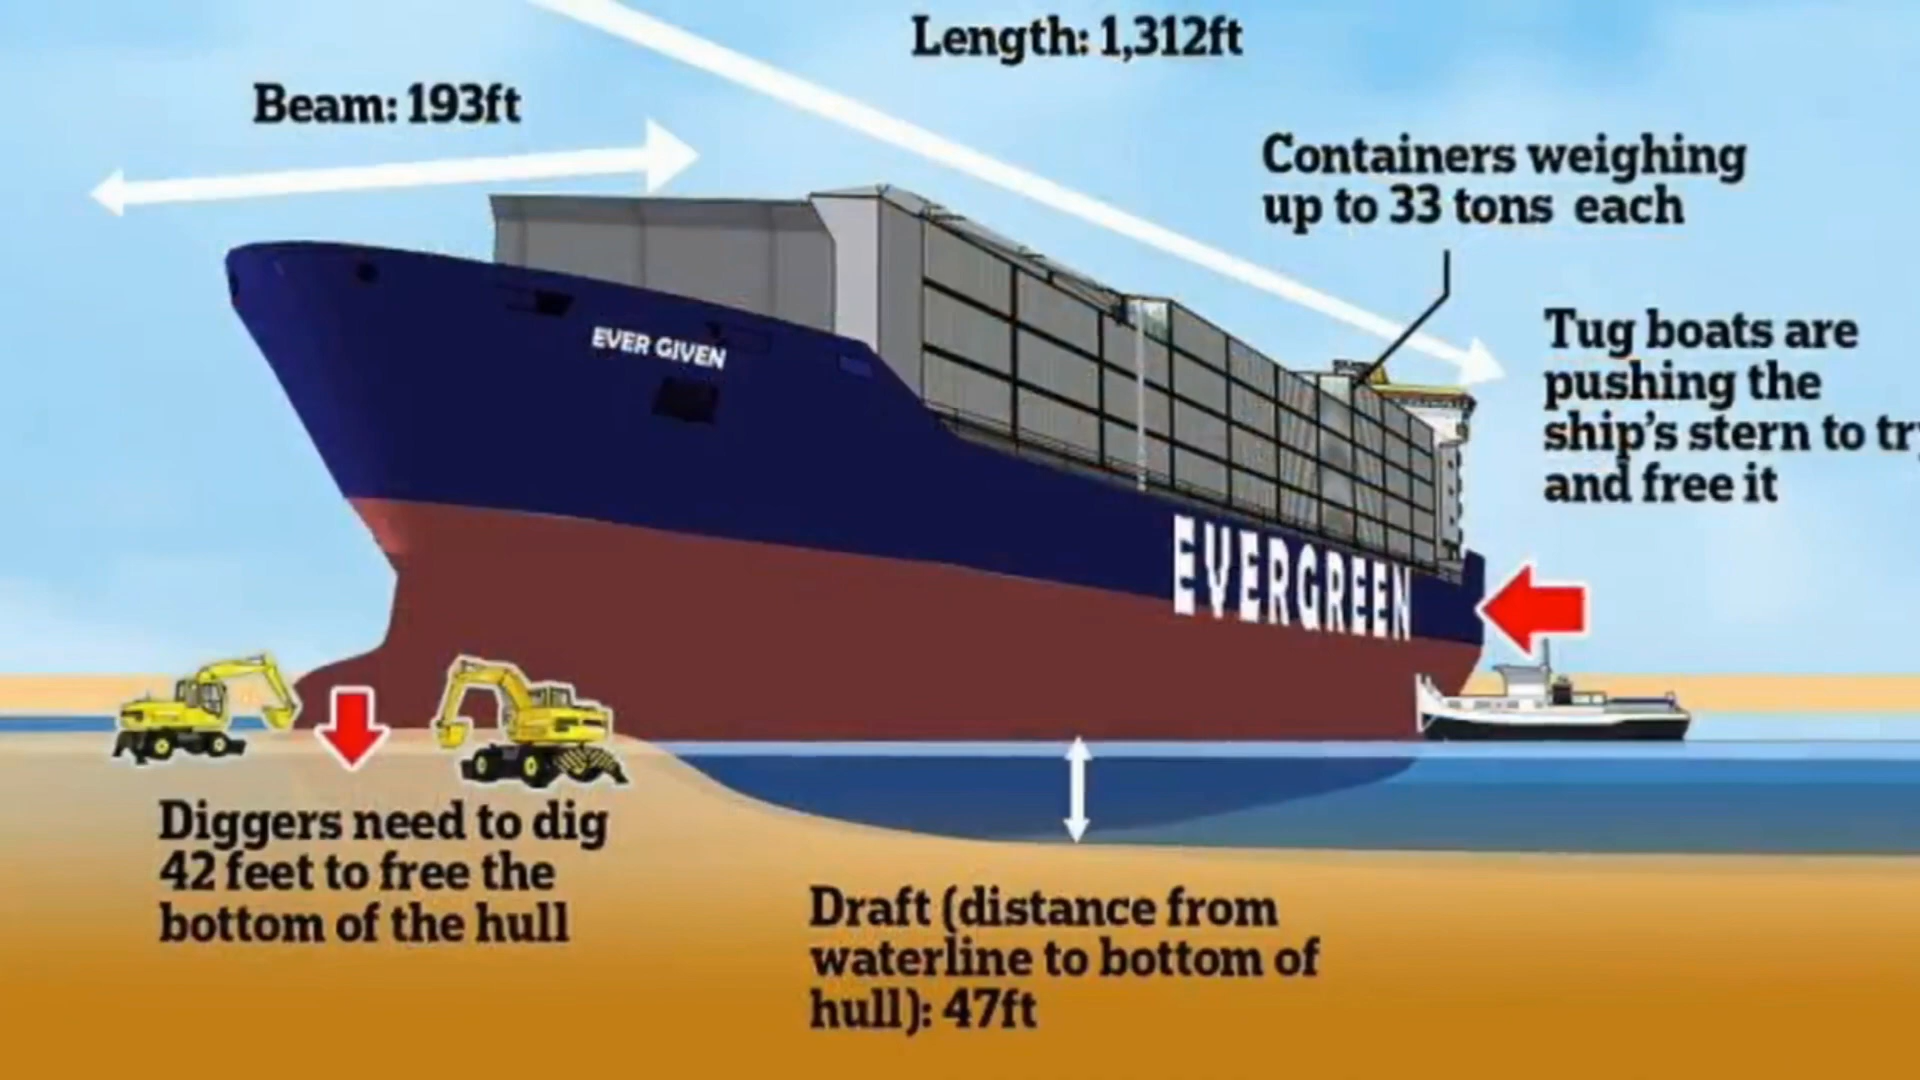 Length: 1,312ft
Beam: 193ft
Containers weighing
up to 33 tons each
Tug boats are
pushing the
ship's stern to try
and free it
EVER GIVEN
EVERGREEN
Diggers need to dig
42 feet to free the
bottom of the hull
Draft (distance from
waterline to bottom of
hull): 47ft